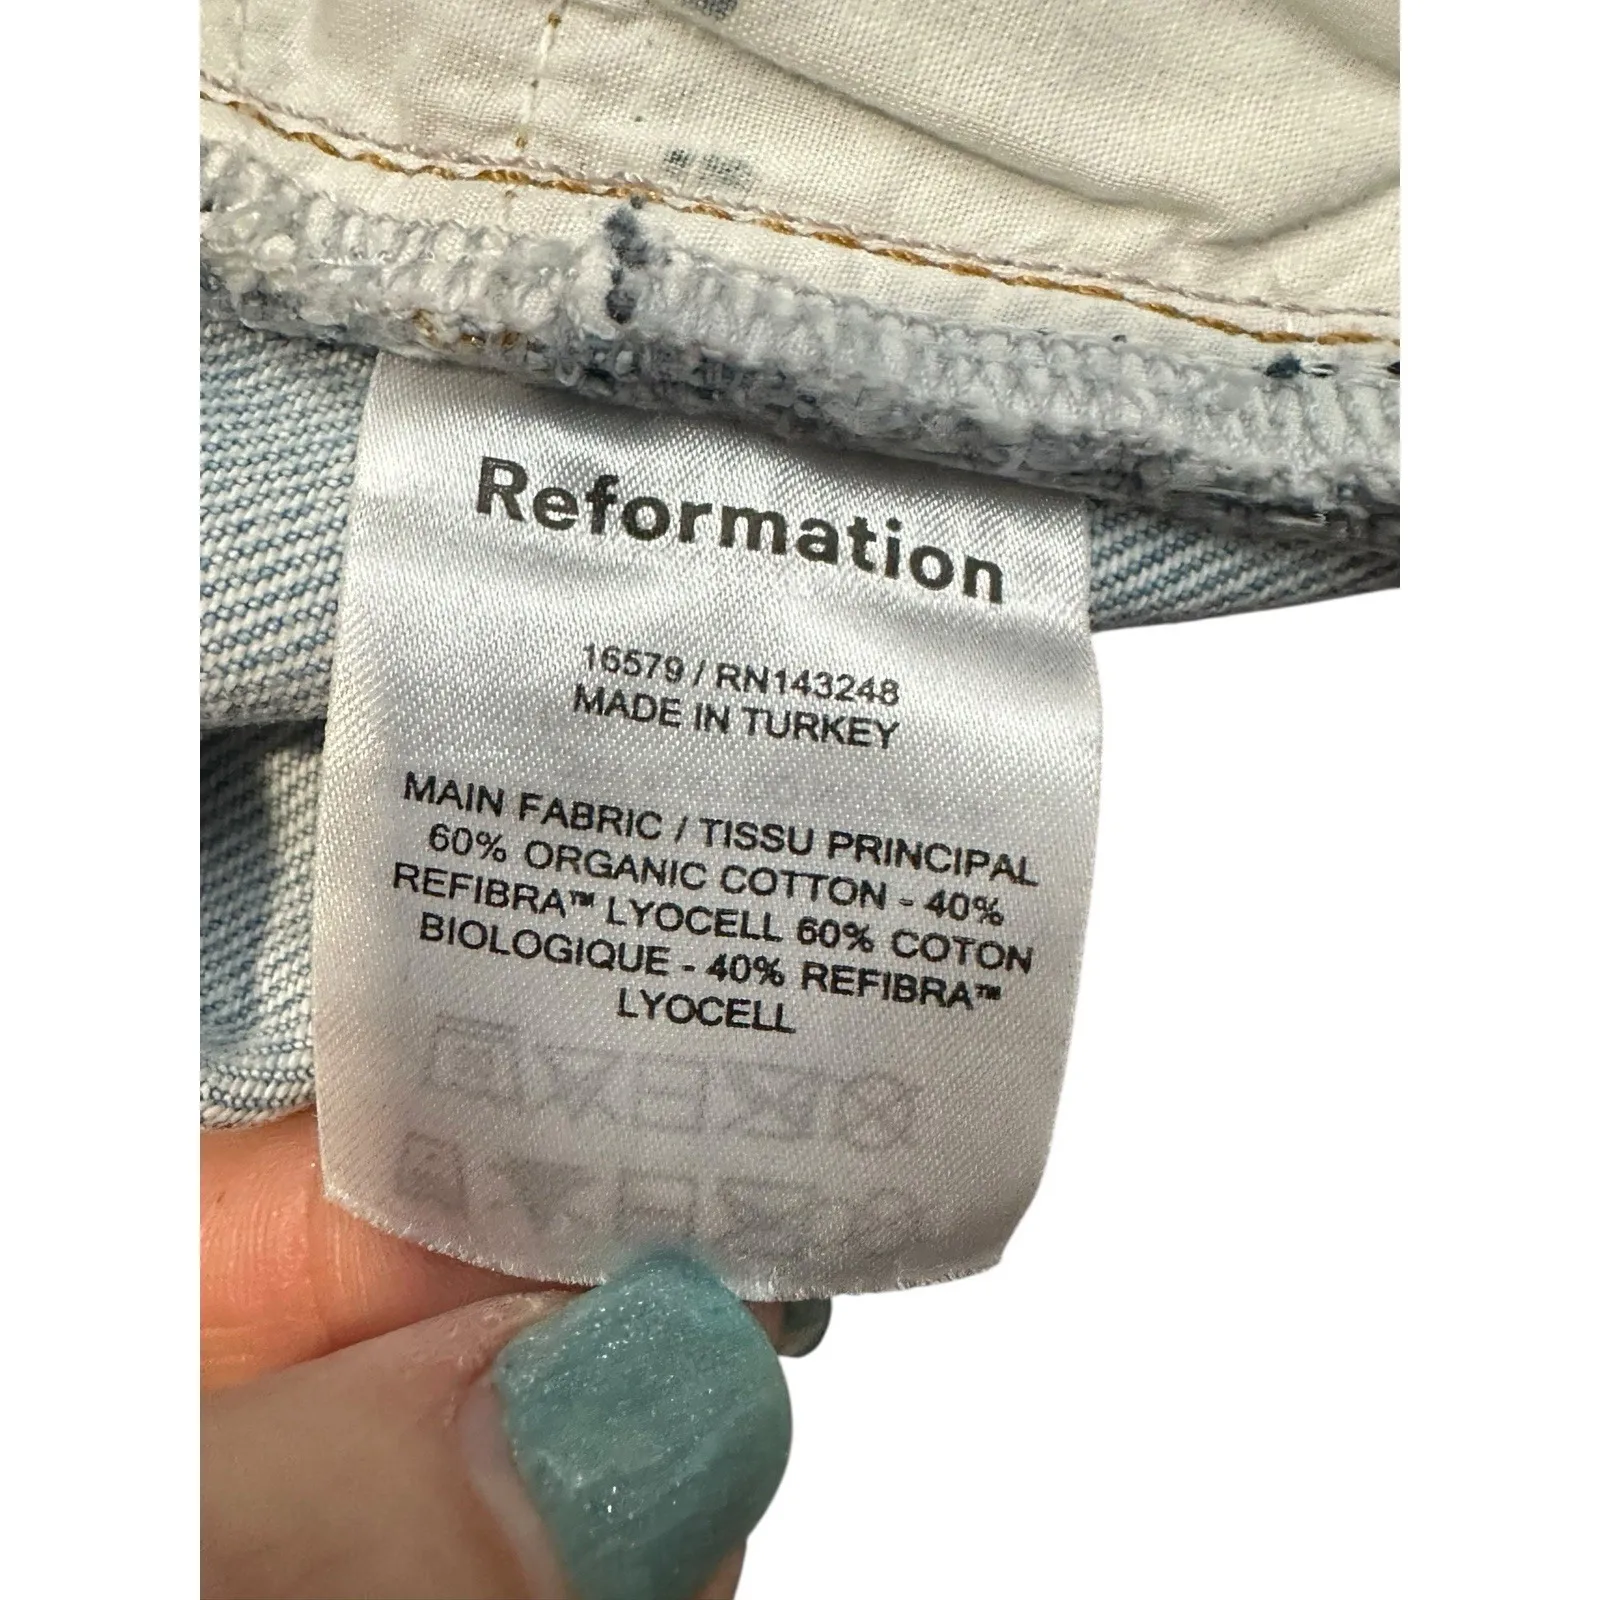 Reformation
16579 / RN143248
MADE IN TURKEY
MAIN FABRIC / TISSU PRINCIPAL
60% ORGANIC COTTON - 40%
REFIBRA™ LYOCELL 60% COTON
BIOLOGIQUE - 40% REFIBRA™
LYOCELL